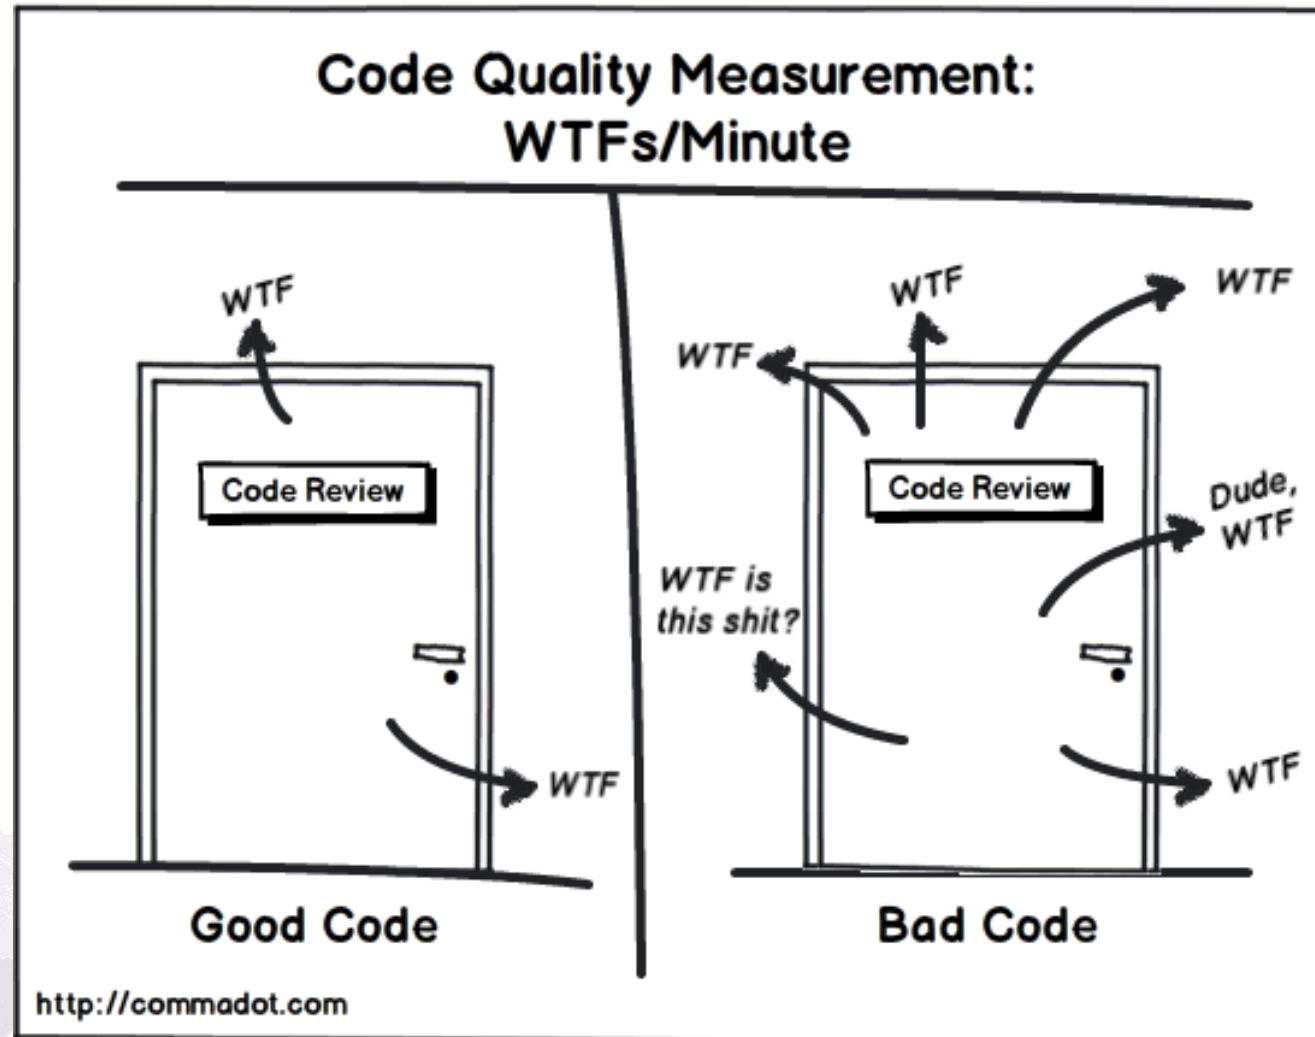 Code Quality Measurement:
WTFs/Minute
WTF
Code Review
WTF
Good Code
WTF
WTF
WTF
Code Review
Dude,
WTF
WTF is
this shit?
WTF
Bad Code
http://commadot.com